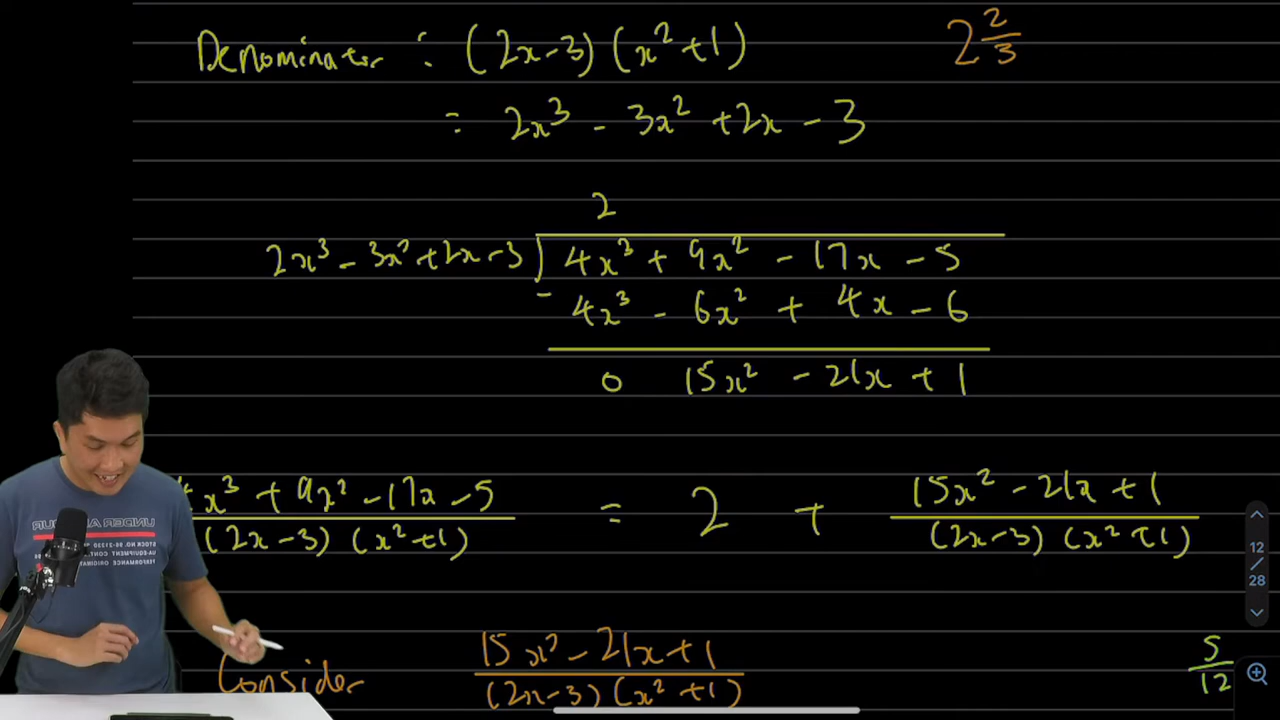 Denominator : (2x-3)(x²+1) 2 2/3
= 2x³ - 3x² + 2x - 3
2
2x³ - 3x² + 2x - 3 ) 4x³ + 9x² - 17x - 5
- 4x³ - 6x² + 4x - 6
0 15x² - 21x + 1
x³ + 9x² - 17x - 5 / (2x-3)(x²+1) = 2 + 15x² - 21x + 1 / (2x-3)(x²+1)
12
/
28
Consider 15x² - 21x + 1 / (2x-3)(x²+1)
5/12